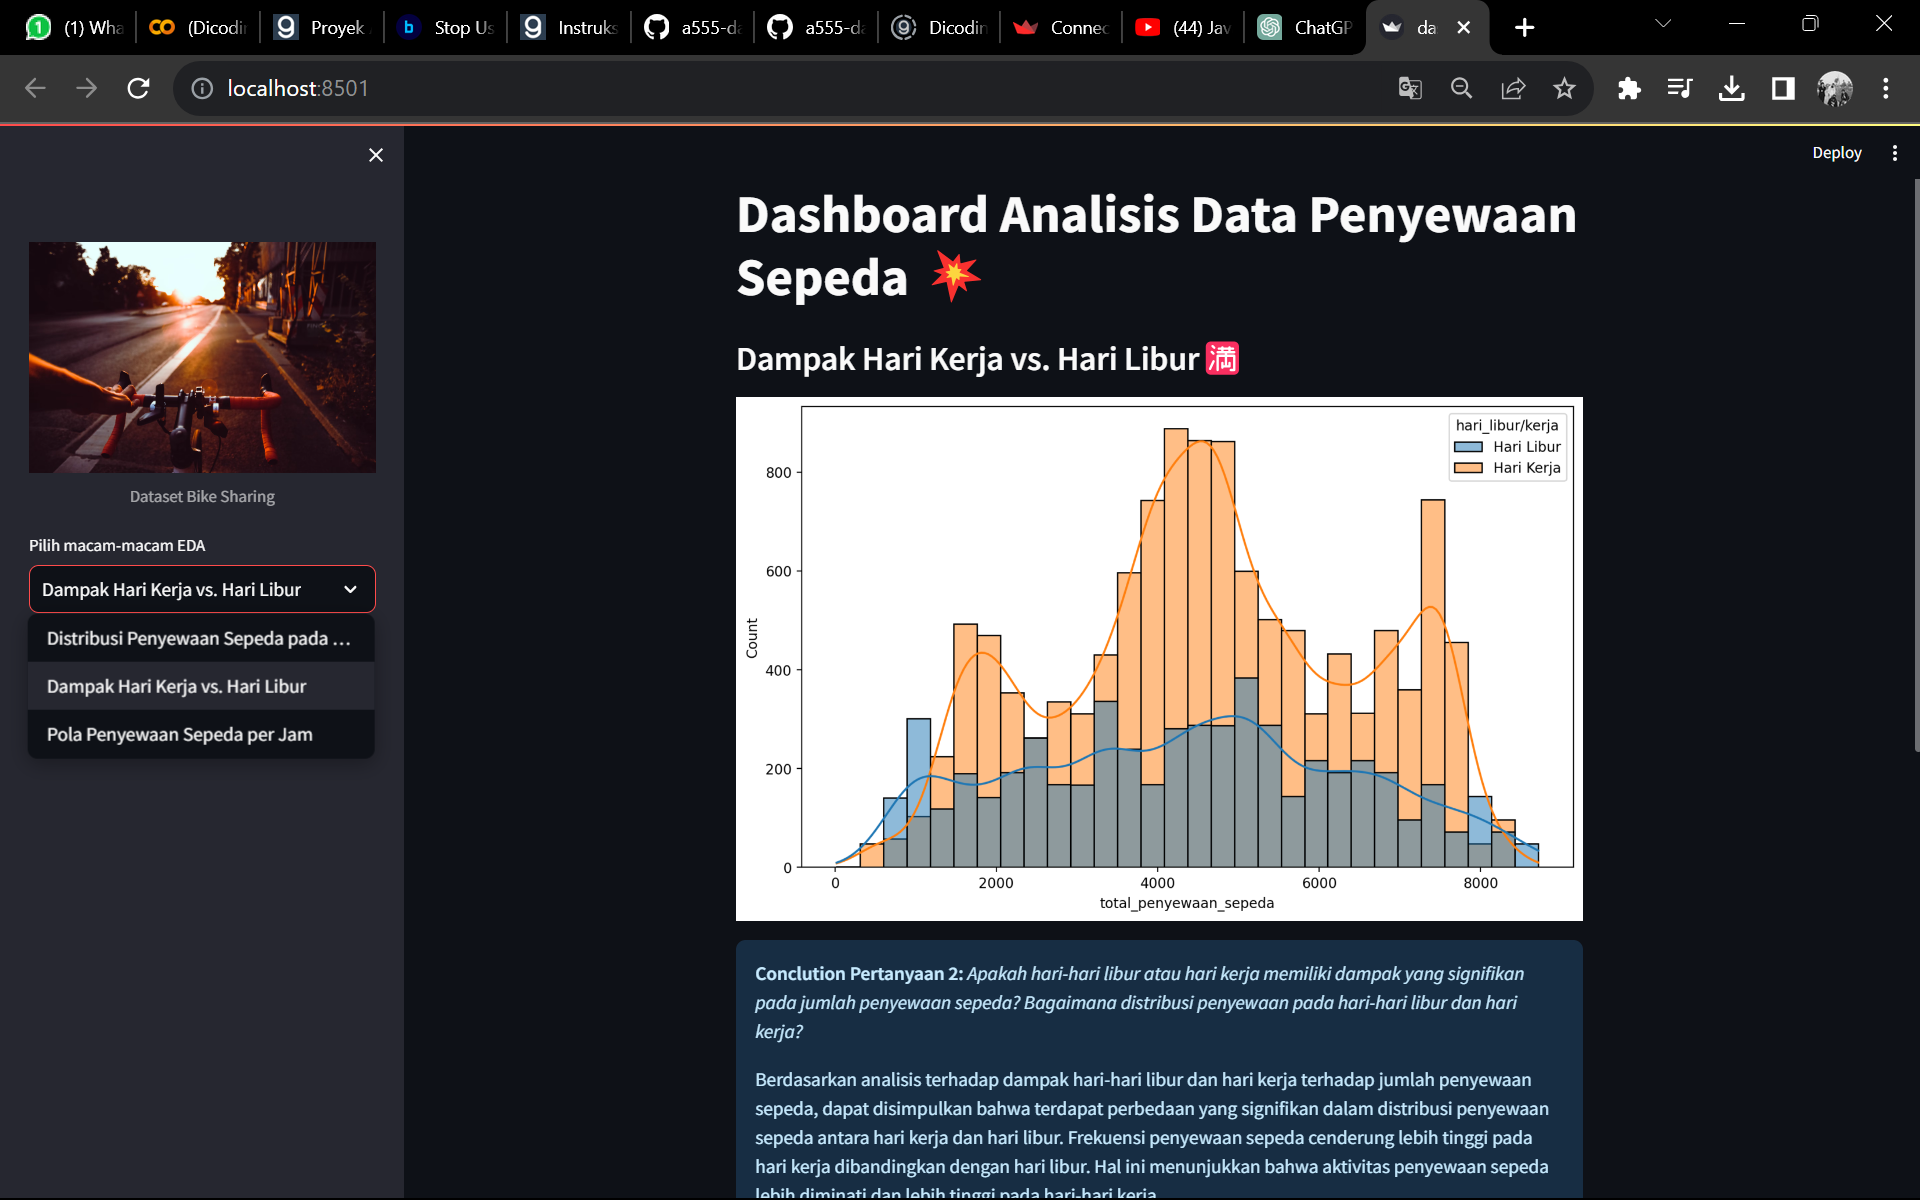 (1) Wha
(Dicodin
Proyek
Stop Us
Instruks
a555-da
a555-da
Dicodin
Connec
(44) Jav
ChatGP
da
localhost:8501
Deploy
Dataset Bike Sharing
Pilih macam-macam EDA
Dampak Hari Kerja vs. Hari Libur
Distribusi Penyewaan Sepeda pada ...
Dampak Hari Kerja vs. Hari Libur
Pola Penyewaan Sepeda per Jam
Dashboard Analisis Data Penyewaan
Sepeda 💥
Dampak Hari Kerja vs. Hari Libur 🈵
hari_libur/kerja
Hari Libur
Hari Kerja
Count
800
600
400
200
0
0 2000 4000 6000 8000
total_penyewaan_sepeda
Conclution Pertanyaan 2: Apakah hari-hari libur atau hari kerja memiliki dampak yang signifikan
pada jumlah penyewaan sepeda? Bagaimana distribusi penyewaan pada hari-hari libur dan hari
kerja?
Berdasarkan analisis terhadap dampak hari-hari libur dan hari kerja terhadap jumlah penyewaan
sepeda, dapat disimpulkan bahwa terdapat perbedaan yang signifikan dalam distribusi penyewaan
sepeda antara hari kerja dan hari libur. Frekuensi penyewaan sepeda cenderung lebih tinggi pada
hari kerja dibandingkan dengan hari libur. Hal ini menunjukkan bahwa aktivitas penyewaan sepeda
lebih diminati dan lebih tinggi pada hari-hari kerja.